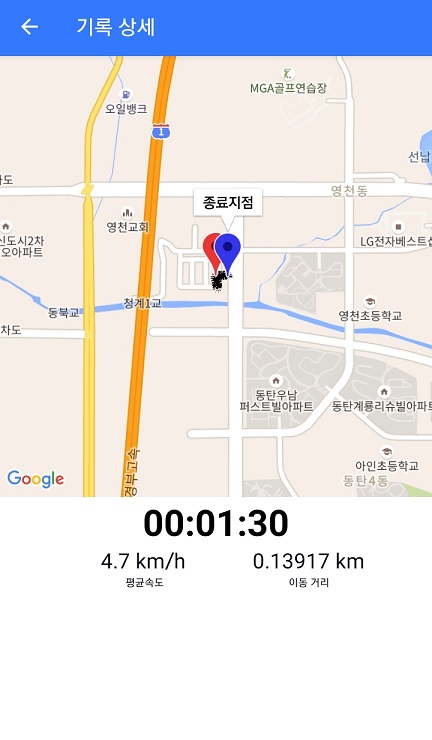 기록 상세
MGA골프연습장
오일뱅크
1
선납
도
영천동
종료지점
영천교회
신도시2차
오아파트
LG전자베스트샵
동북교
청계1교
영천초등학교
차도
동탄우남
퍼스트빌아파트
동탄계룡리슈빌아파트
아인초등학교
동탄4동
경부고속
Google
00:01:30
4.7 km/h
0.13917 km
평균속도
이동 거리